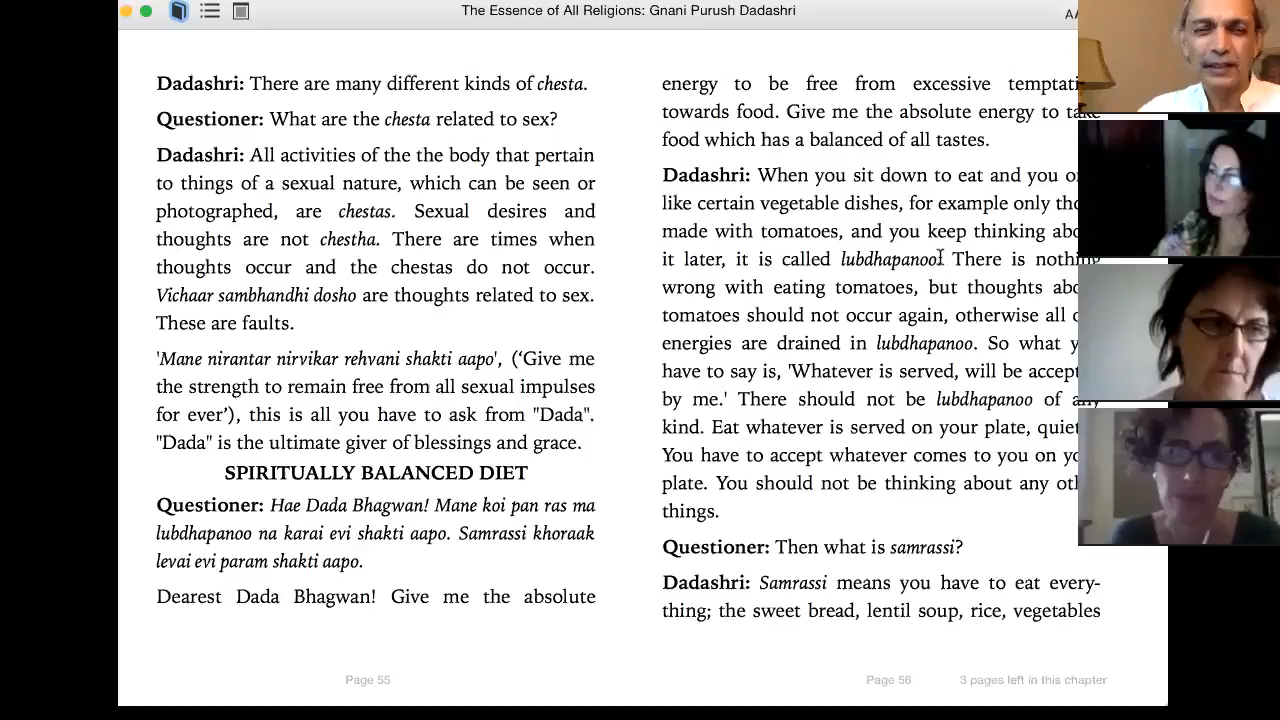 The Essence of All Religions: Gnani Purush Dadashri
Dadashri: There are many different kinds of chesta.
Questioner: What are the chesta related to sex?
Dadashri: All activities of the the body that pertain
to things of a sexual nature, which can be seen or
photographed, are chestas. Sexual desires and
thoughts are not chestha. There are times when
thoughts occur and the chestas do not occur.
Vichaar sambhandhi dosho are thoughts related to sex.
These are faults.
'Mane nirantar nirvikar rehvani shakti aapo', (‘Give me
the strength to remain free from all sexual impulses
for ever’), this is all you have to ask from "Dada".
"Dada" is the ultimate giver of blessings and grace.
SPIRITUALLY BALANCED DIET
Questioner: Hae Dada Bhagwan! Mane koi pan ras ma
lubdhapanoo na karai evi shakti aapo. Samrassi khoraak
levai evi param shakti aapo.
Dearest Dada Bhagwan! Give me the absolute
Page 55
energy to be free from excessive
towards food. Give me the absolute energy to take
food which has a balanced of all tastes.
Dadashri: When you sit down to eat and you
like certain vegetable dishes, for example only
made with tomatoes, and you keep thinking
it later, it is called lubdhapanoo. There is nothing
wrong with eating tomatoes, but thoughts
tomatoes should not occur again, otherwise all
energies are drained in lubdhapanoo. So what
have to say is, 'Whatever is served, will be
by me.' There should not be lubdhapanoo of any
kind. Eat whatever is served on your plate,
You have to accept whatever comes to you on
plate. You should not be thinking about any
things.
Questioner: Then what is samrassi?
Dadashri: Samrassi means you have to eat every-
thing; the sweet bread, lentil soup, rice, vegetables
Page 56
3 pages left in this chapter